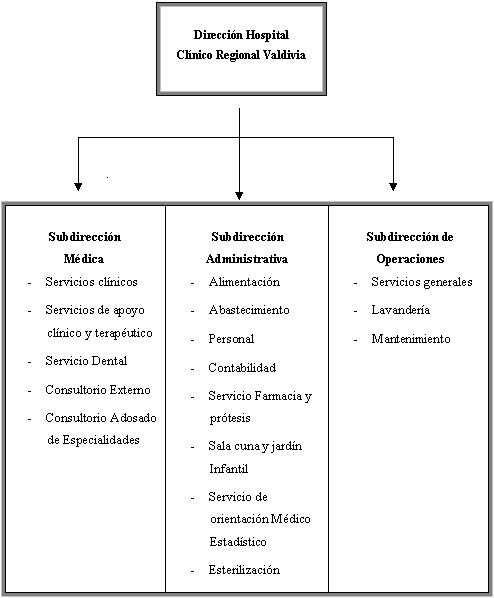 Dirección Hospital
Clínico Regional Valdivia
Subdirección
Médica
- Servicios clínicos
- Servicios de apoyo
clínico y terapéutico
- Servicio Dental
- Consultorio Externo
- Consultorio Adosado
de Especialidades
Subdirección
Administrativa
- Alimentación
- Abastecimiento
- Personal
- Contabilidad
- Servicio Farmacia y
prótesis
- Sala cuna y jardín
Infantil
- Servicio de
orientación Médico
Estadístico
- Esterilización
Subdirección de
Operaciones
- Servicios generales
- Lavandería
- Mantenimiento